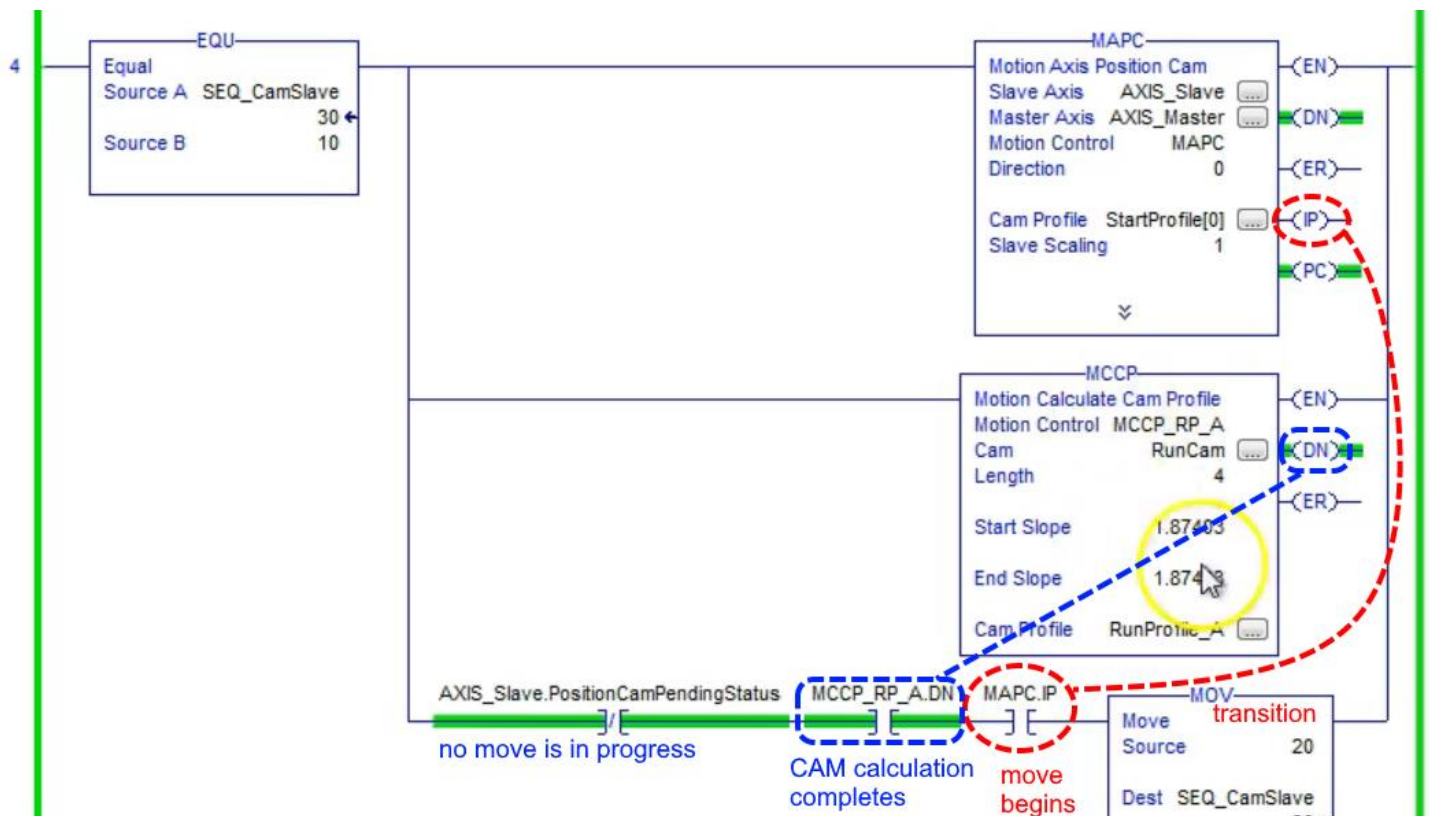 4
EQU
Equal
Source A SEQ_CamSlave
30
Source B 10
MAPC
Motion Axis Position Cam
Slave Axis AXIS_Slave ...
Master Axis AXIS_Master ...
Motion Control MAPC
Direction 0
Cam Profile StartProfile[0] ...
Slave Scaling 1
EN
DN
ER
IP
PC
MCCP
Motion Calculate Cam Profile
Motion Control MCCP_RP_A
Cam RunCam ...
Length 4
Start Slope 1.87403
End Slope
Cam Profile RunProfile_A ...
EN
DN
ER
AXIS_Slave.PositionCamPendingStatus MCCP_RP_A.DN MAPC.IP
no move is in progress
CAM calculation
completes
move
begins
MOV
transition
Move
Source 20
Dest SEQ_CamSlave